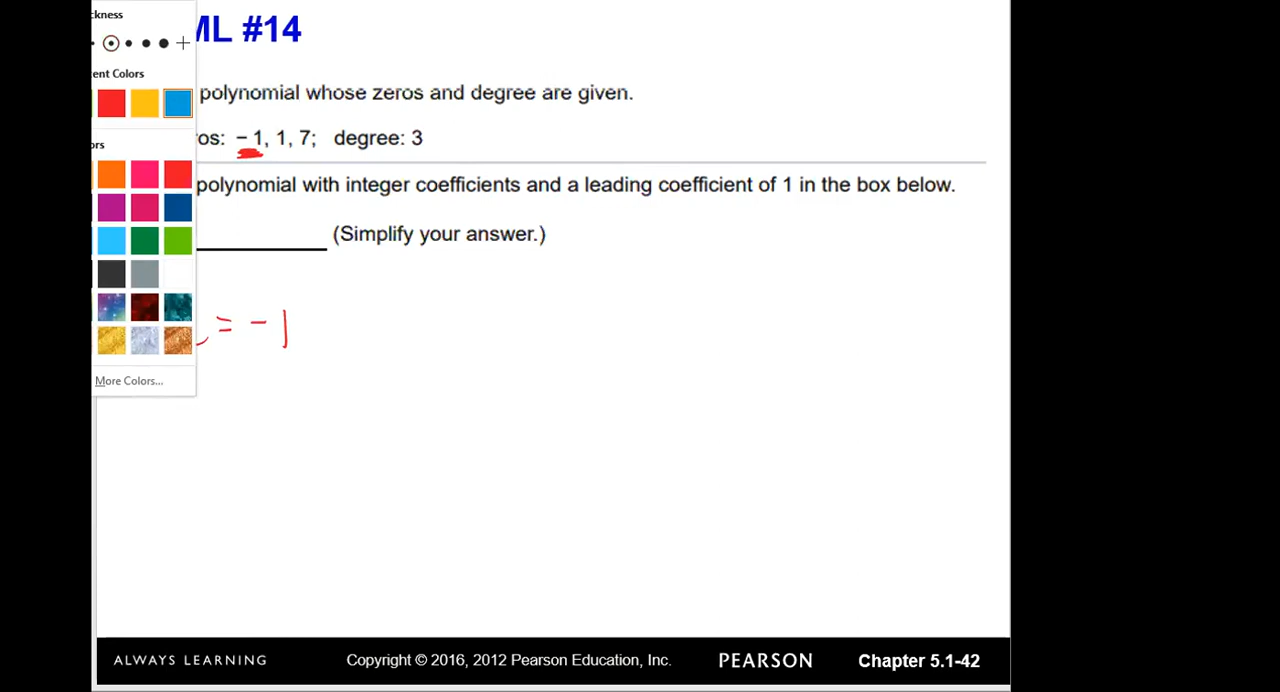 ckness
ML #14
ent Colors
polynomial whose zeros and degree are given.
ros: − 1, 1, 7; degree: 3
ors
polynomial with integer coefficients and a leading coefficient of 1 in the box below.
(Simplify your answer.)
= - 1
More Colors...
ALWAYS LEARNING
Copyright © 2016, 2012 Pearson Education, Inc.
PEARSON
Chapter 5.1-42